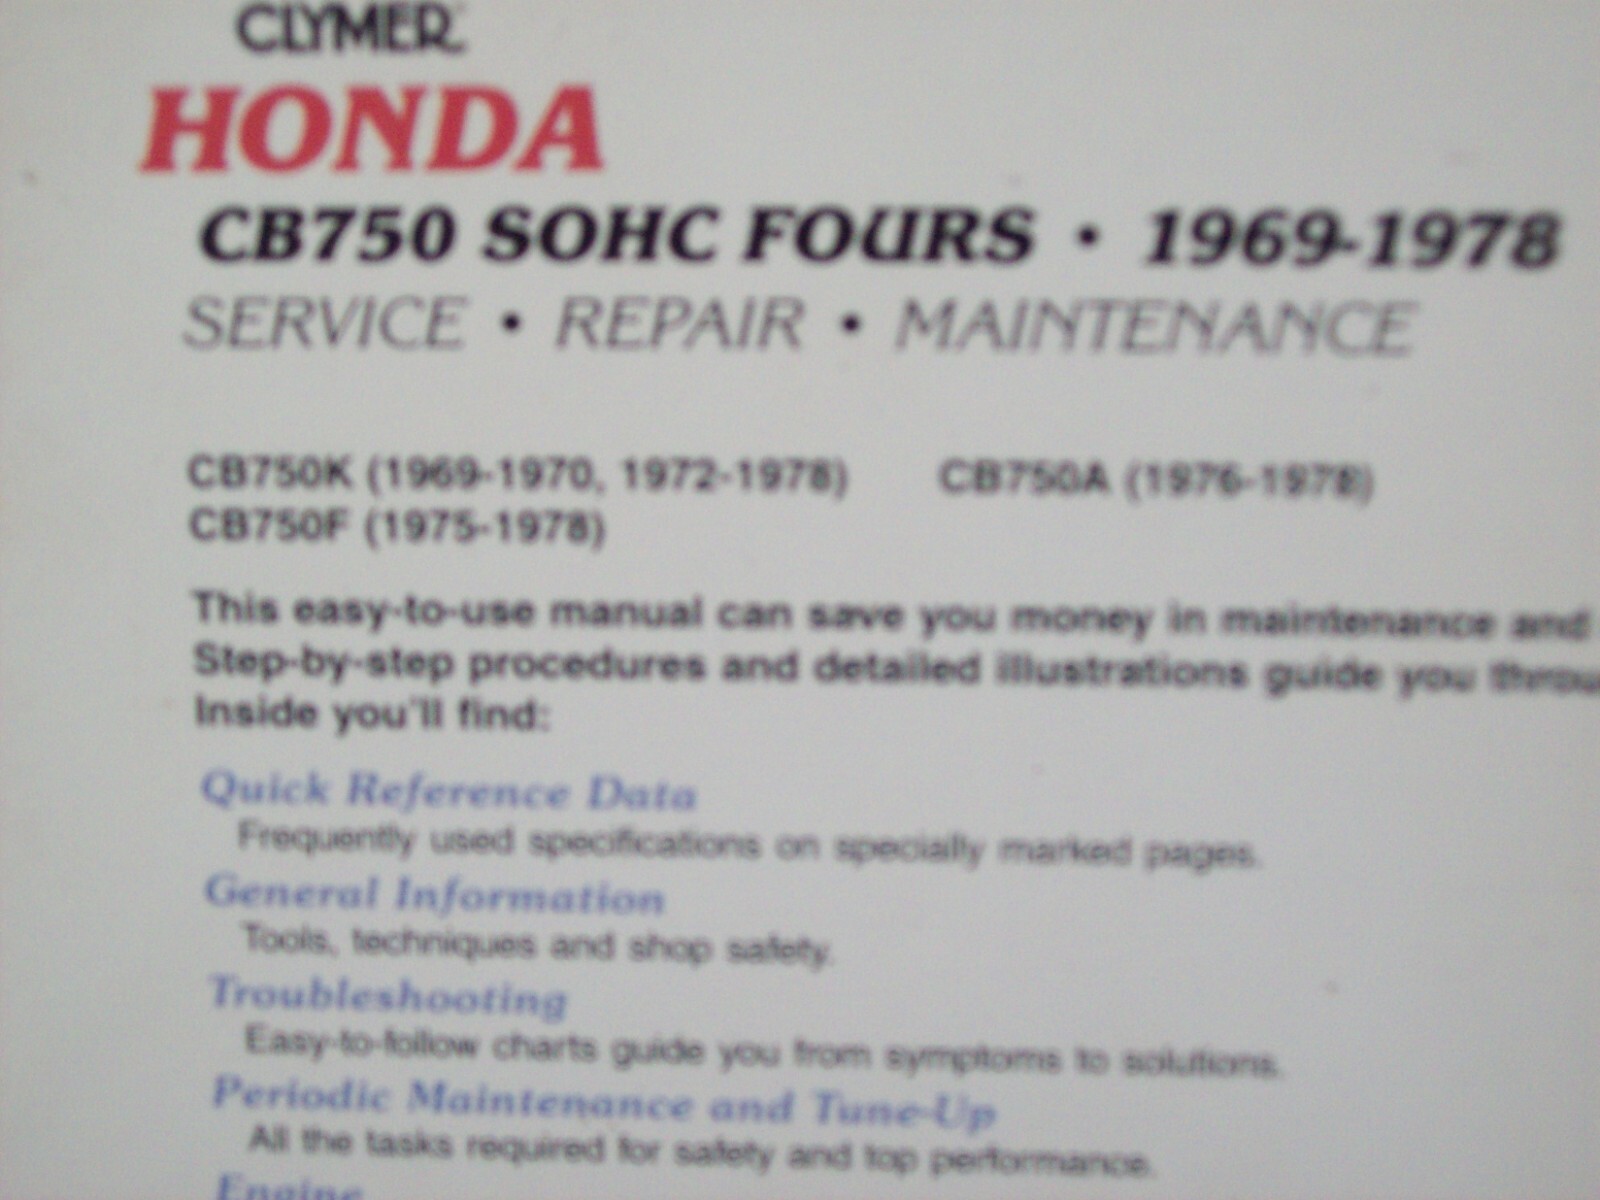 CLYMER
HONDA
CB750 SOHC FOURS • 1969-1978
SERVICE • REPAIR • MAINTENANCE
CB750K (1969-1970, 1972-1978) CB750A (1976-1978)
CB750F (1975-1978)
This easy-to-use manual can save you money in maintenance and
Step-by-step procedures and detailed illustrations guide you throu
Inside you'll find:
Quick Reference Data
Frequently used specifications on specially marked pages.
General Information
Tools, techniques and shop safety.
Troubleshooting
Easy-to-follow charts guide you from symptoms to solutions.
Periodic Maintenance and Tune-Up
All the tasks required for safety and top performance.
Engine